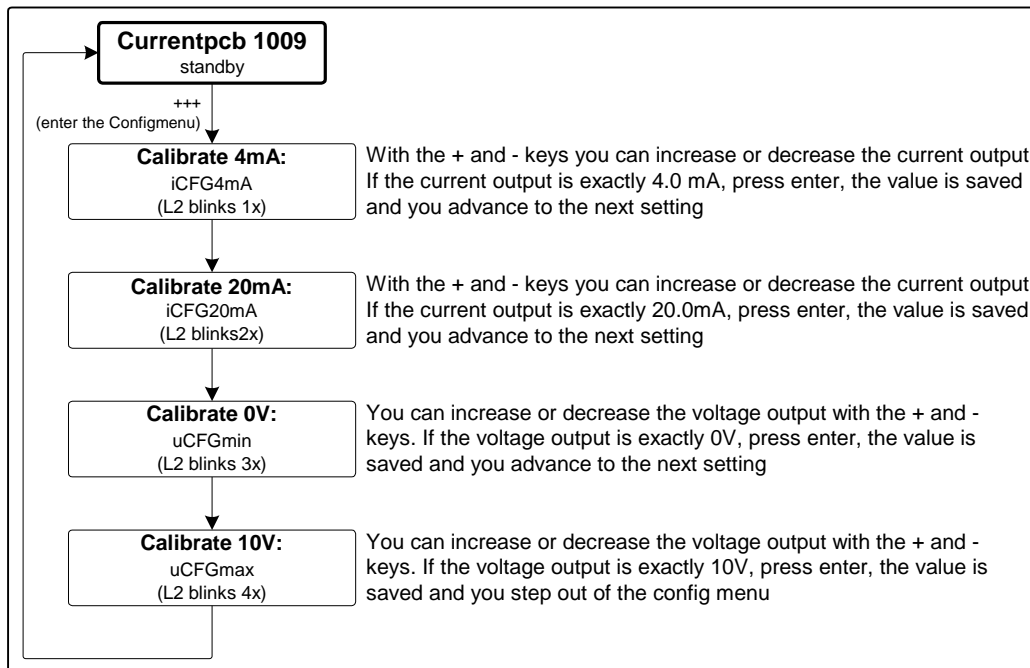 Currentpcb 1009
standby
+++
(enter the Configmenu)
Calibrate 4mA:
iCFG4mA
(L2 blinks 1x)
With the + and - keys you can increase or decrease the current output
If the current output is exactly 4.0 mA, press enter, the value is saved
and you advance to the next setting
Calibrate 20mA:
iCFG20mA
(L2 blinks2x)
With the + and - keys you can increase or decrease the current output
If the current output is exactly 20.0mA, press enter, the value is saved
and you advance to the next setting
Calibrate 0V:
uCFGmin
(L2 blinks 3x)
You can increase or decrease the voltage output with the + and -
keys. If the voltage output is exactly 0V, press enter, the value is
saved and you advance to the next setting
Calibrate 10V:
uCFGmax
(L2 blinks 4x)
You can increase or decrease the voltage output with the + and -
keys. If the voltage output is exactly 10V, press enter, the value is
saved and you step out of the config menu